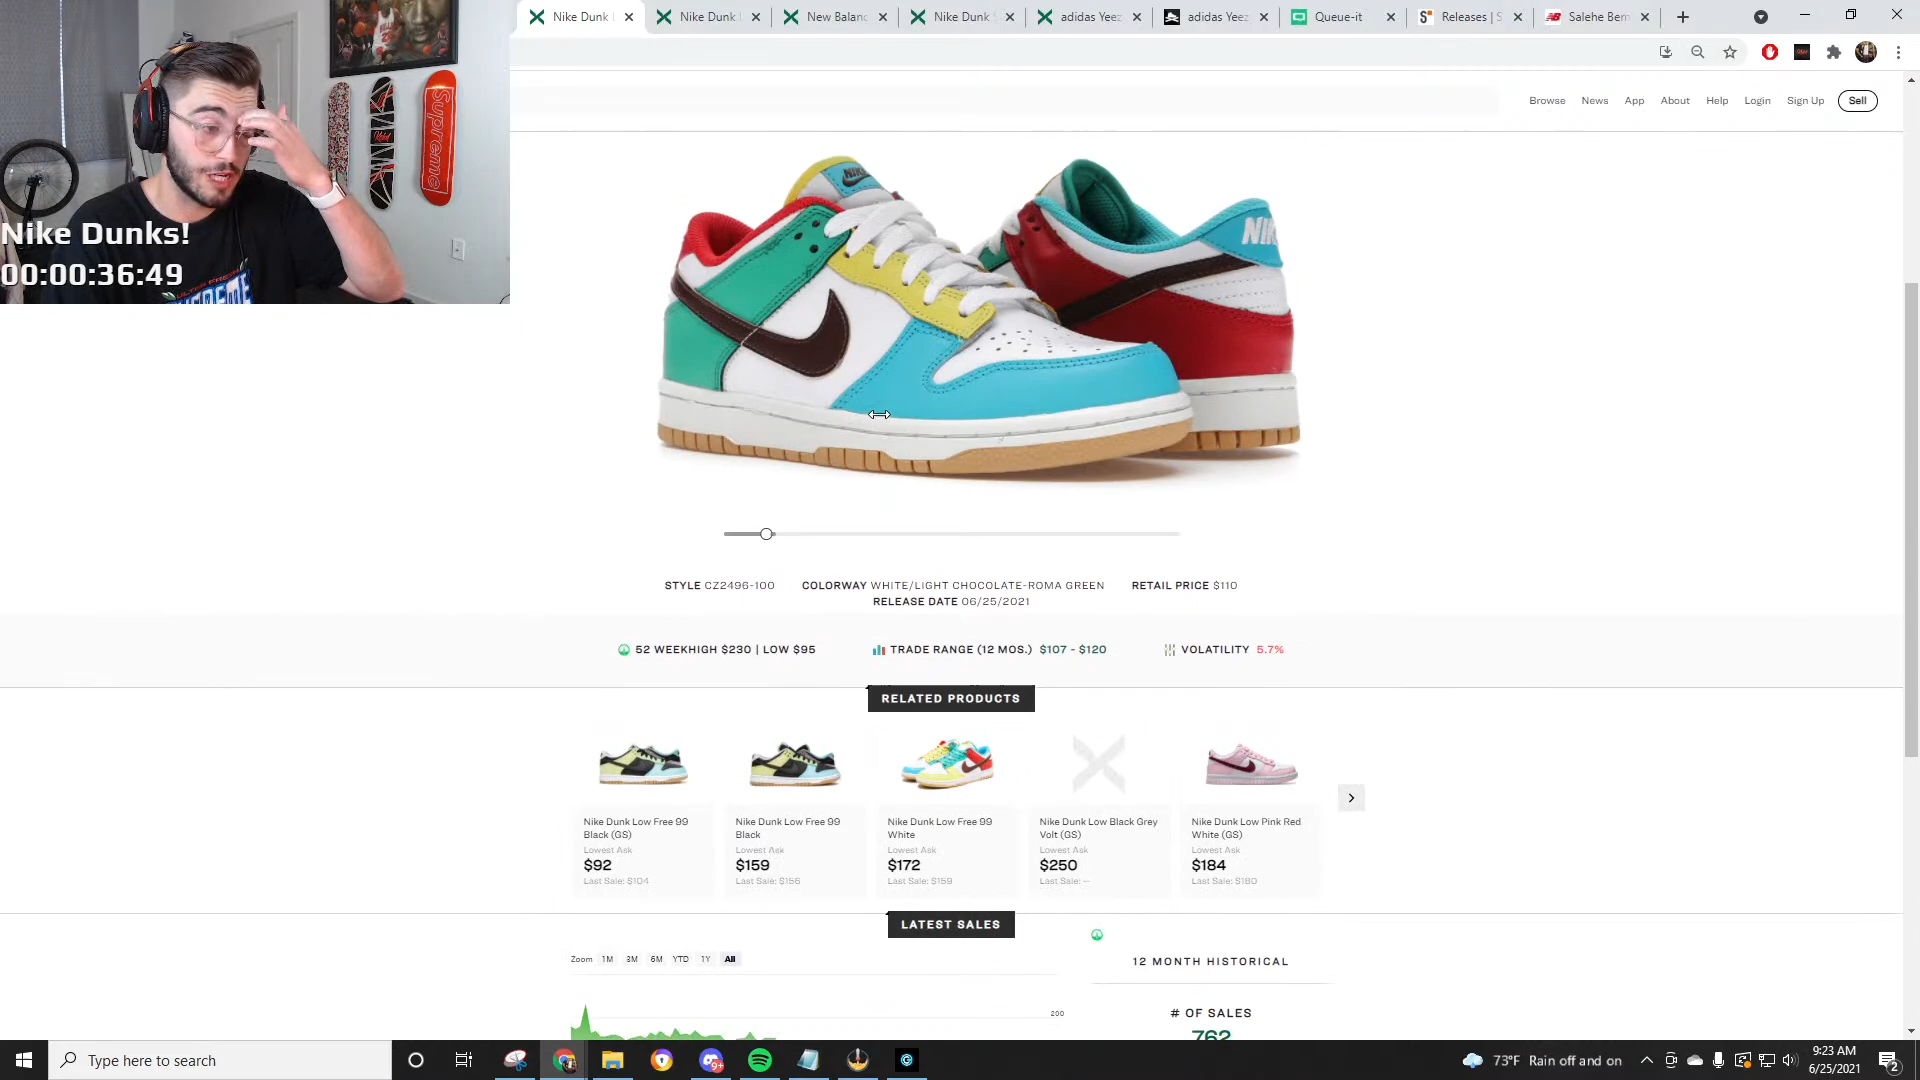 Nike Dunk
Nike Dunk
New Balanc
Nike Dunk
adidas Yeez
adidas Yeez
Queue-it
Releases | S
Salehe Bem
Browse
News
App
About
Help
Login
Sign Up
Sell
Supreme
Nike Dunks!
00:00:36:49
NIKE
STYLE CZ2496-100
COLORWAY WHITE/LIGHT CHOCOLATE-ROMA GREEN
RETAIL PRICE $110
RELEASE DATE 06/25/2021
52 WEEKHIGH $230 | LOW $95
TRADE RANGE (12 MOS.) $107 - $120
VOLATILITY 5.7%
RELATED PRODUCTS
Nike Dunk Low Free 99
Black (GS)
Lowest Ask
$92
Last Sale: $104
Nike Dunk Low Free 99
Black
Lowest Ask
$159
Last Sale: $156
Nike Dunk Low Free 99
White
Lowest Ask
$172
Last Sale: $159
Nike Dunk Low Black Grey
Volt (GS)
Lowest Ask
$250
Last Sale: --
Nike Dunk Low Pink Red
White (GS)
Lowest Ask
$184
Last Sale: $180
LATEST SALES
Zoom 1M 3M 6M YTD 1Y All
200
12 MONTH HISTORICAL
# OF SALES
762
Type here to search
73°F Rain off and on
9:23 AM
6/25/2021
2